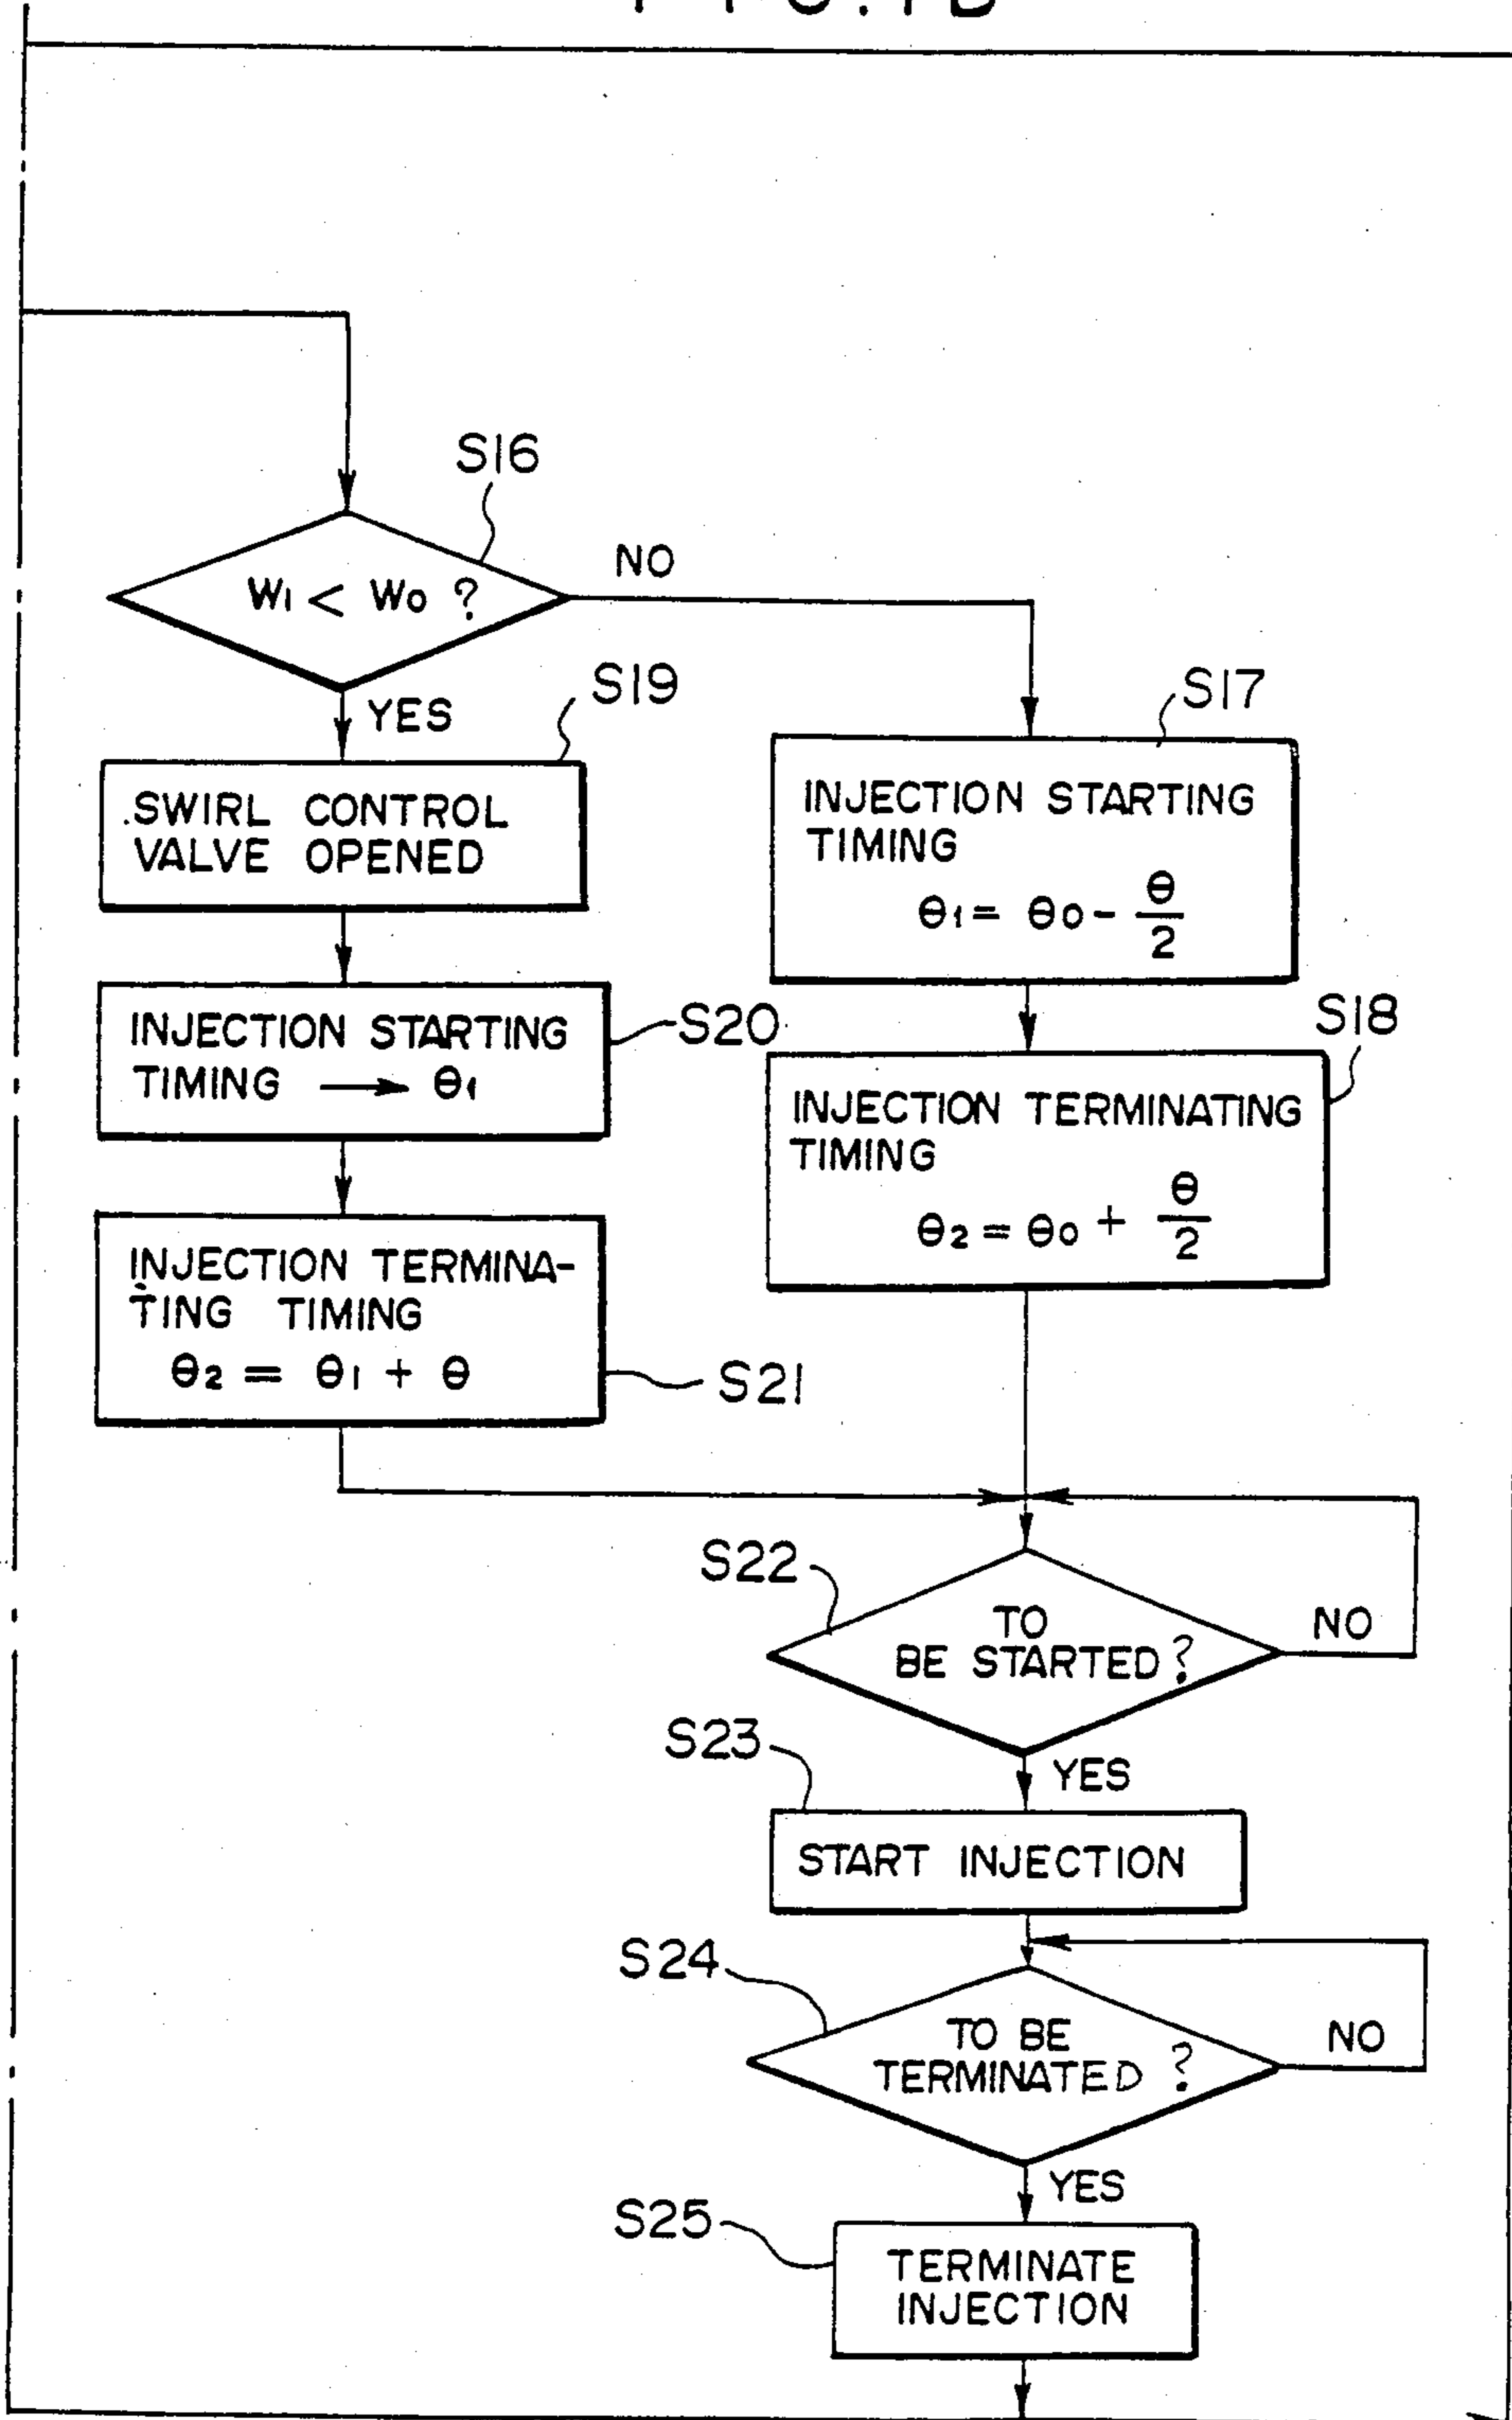 S16
W1 < W0 ?
NO
YES
S19
SWIRL CONTROL
VALVE OPENED
S17
INJECTION STARTING
TIMING
θ1 = θ0 - θ/2
INJECTION STARTING
TIMING → θ1
S20
S18
INJECTION TERMINATING
TIMING
θ2 = θ0 + θ/2
INJECTION TERMINA-
TING TIMING
θ2 = θ1 + θ
S21
S22
TO
BE STARTED ?
NO
S23
YES
START INJECTION
S24
TO BE
TERMINATED ?
NO
YES
S25
TERMINATE
INJECTION